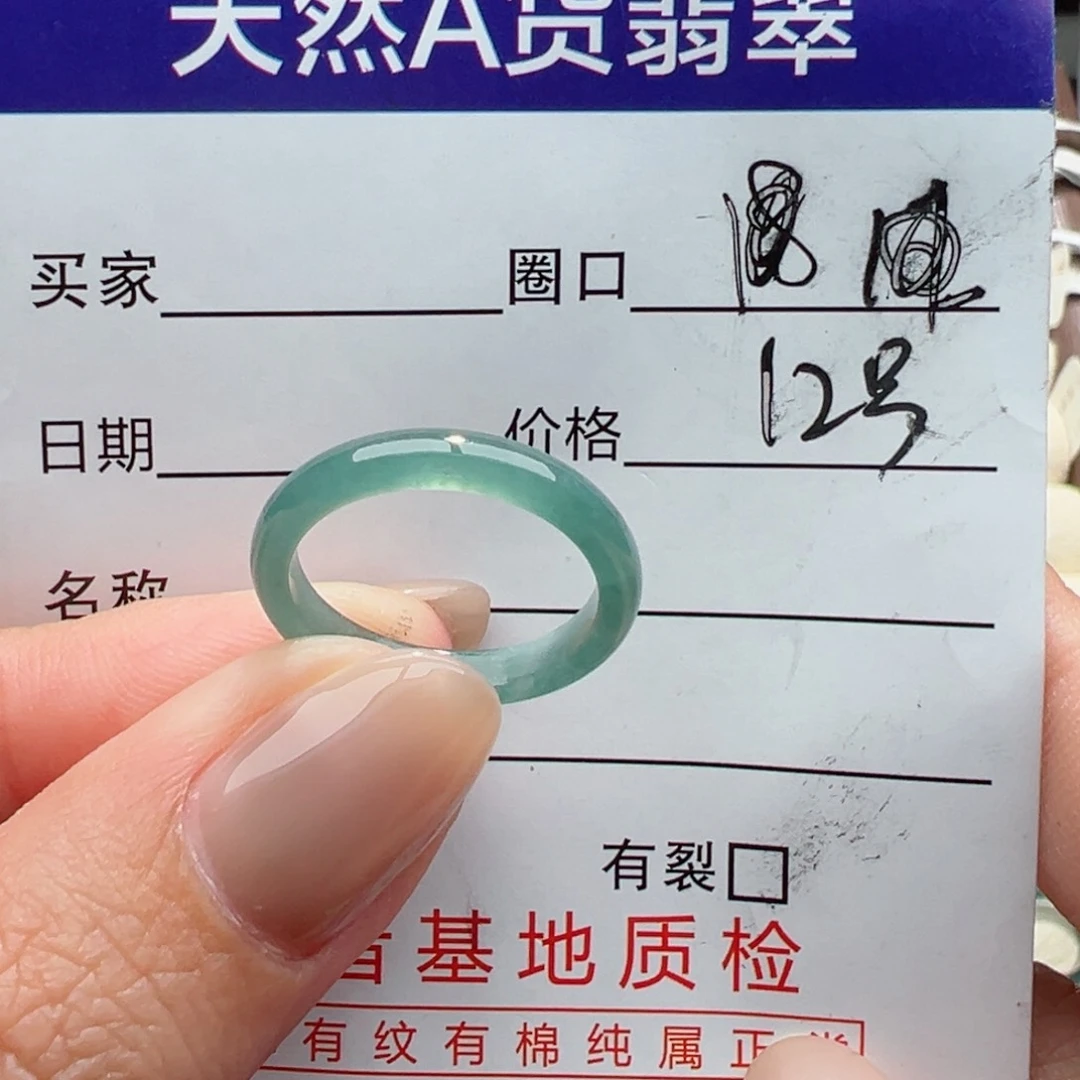 天然A货翡翠
买家 圈口
12号
日期 价格
名称
有裂
基地质检
有纹有棉纯属正